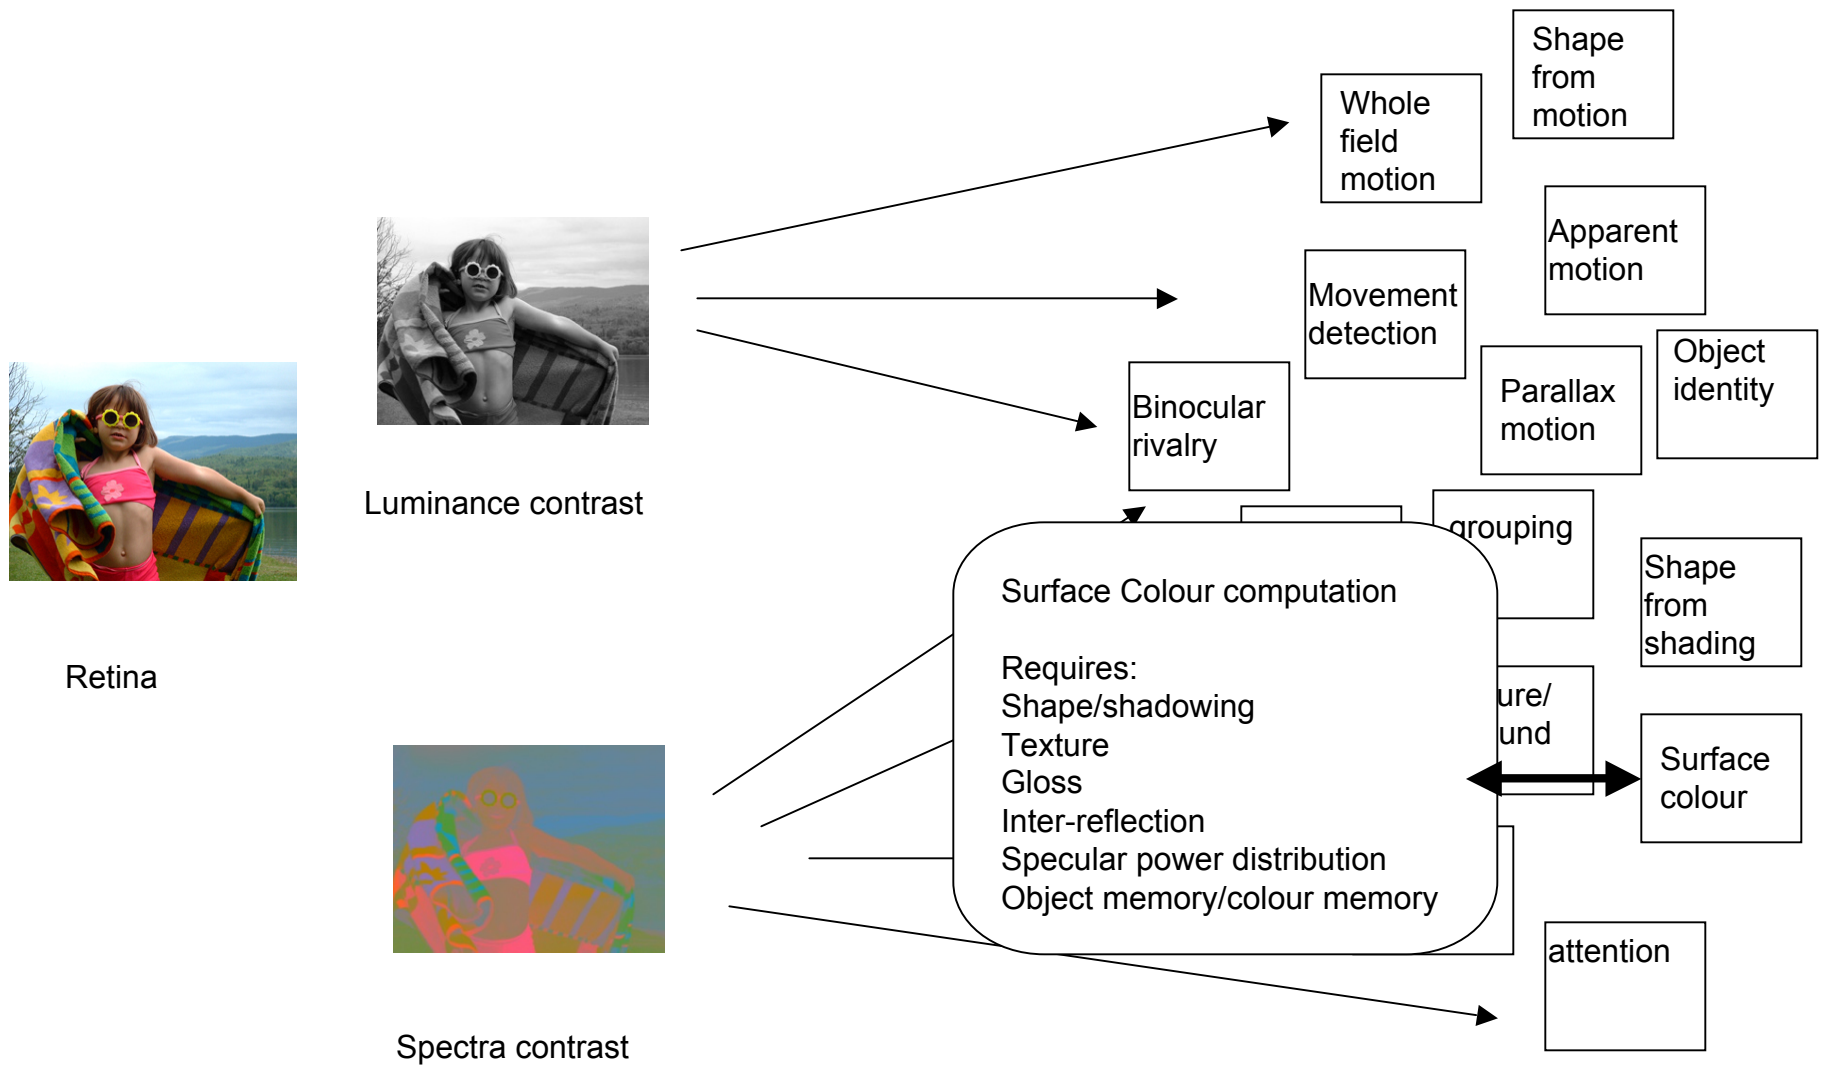 Shape
from
motion
Whole
field
motion
Apparent
motion
Movement
detection
Object
identity
Parallax
motion
Binocular
rivalry
Luminance contrast
grouping
Shape
from
shading
Surface Colour computation
Requires:
Shape/shadowing
Texture
Gloss
Inter-reflection
Specular power distribution
Object memory/colour memory
Retina
ure/
und
Surface
colour
attention
Spectra contrast